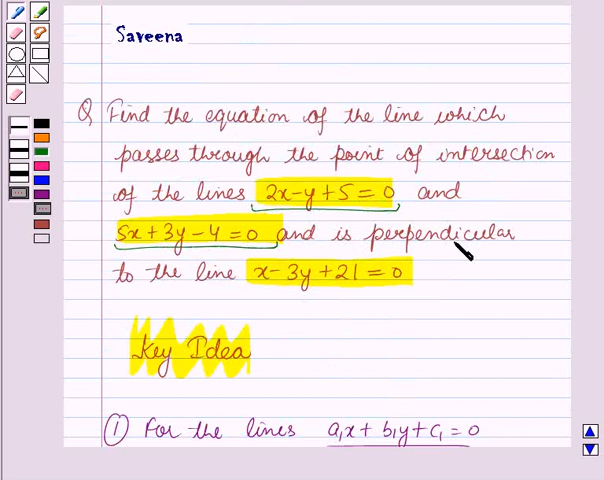 Saveena
Q Find the equation of the line which
passes through the point of intersection
of the lines 2x-y+5=0 and
5x+3y-4=0 and is perpendicular
to the line x-3y+21=0
Key Idea
① For the lines a₁x + b₁y + c₁ = 0